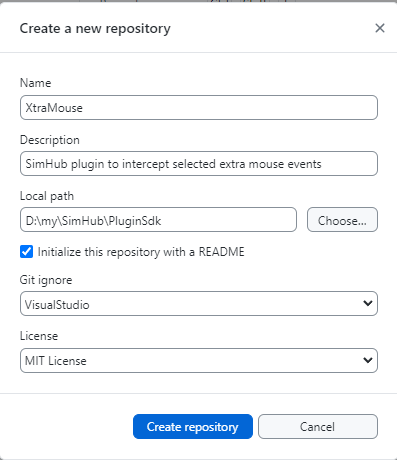 Create a new repository
Name
XtraMouse
Description
SimHub plugin to intercept selected extra mouse events
Local path
D:\my\SimHub\PluginSdk
Choose...
Initialize this repository with a README
Git ignore
VisualStudio
License
MIT License
Create repository
Cancel